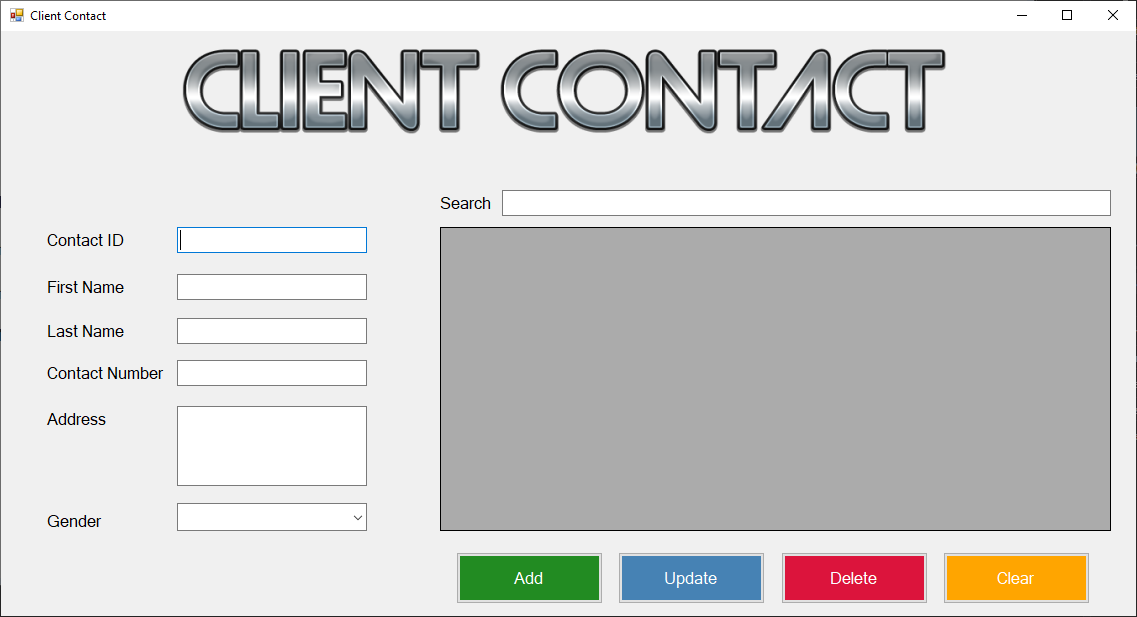 Client Contact
CLIENT CONTACT
Search
Contact ID
First Name
Last Name
Contact Number
Address
Gender
Add Update Delete Clear